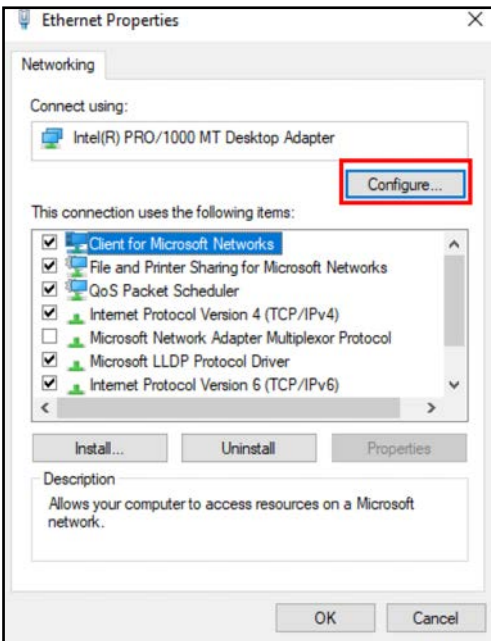 Ethernet Properties
Networking
Connect using:
Intel(R) PRO/1000 MT Desktop Adapter
Configure...
This connection uses the following items:
Client for Microsoft Networks
File and Printer Sharing for Microsoft Networks
QoS Packet Scheduler
Internet Protocol Version 4 (TCP/IPv4)
Microsoft Network Adapter Multiplexor Protocol
Microsoft LLDP Protocol Driver
Internet Protocol Version 6 (TCP/IPv6)
Install... Uninstall Properties
Description
Allows your computer to access resources on a Microsoft
network.
OK Cancel